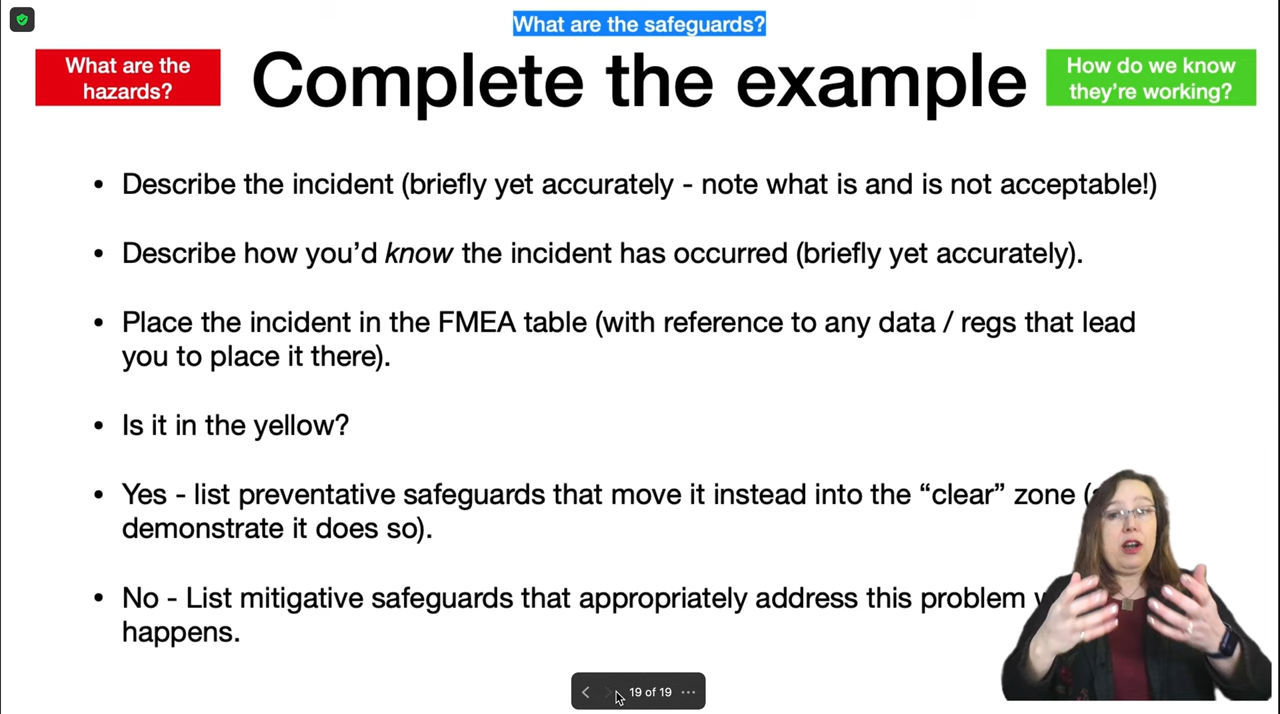 What are the safeguards?
What are the
hazards?
Complete the example
How do we know
they're working?
• Describe the incident (briefly yet accurately - note what is and is not acceptable!)
• Describe how you'd know the incident has occurred (briefly yet accurately).
• Place the incident in the FMEA table (with reference to any data / regs that lead
you to place it there).
• Is it in the yellow?
• Yes - list preventative safeguards that move it instead into the “clear” zone (
demonstrate it does so).
• No - List mitigative safeguards that appropriately address this problem
happens.
19 of 19